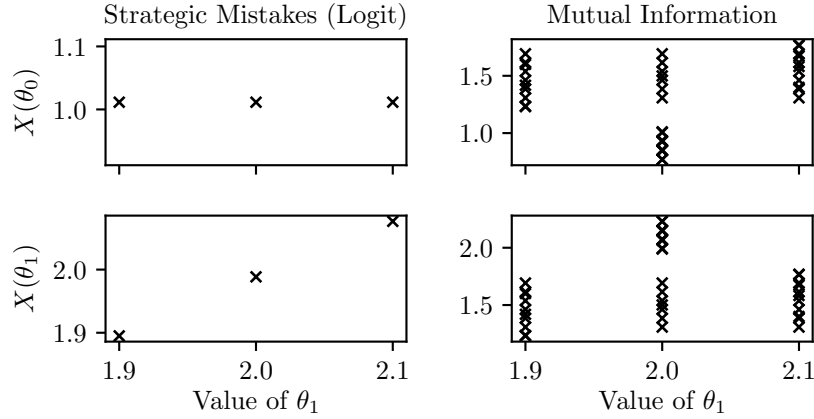 Strategic Mistakes (Logit)
Mutual Information
X(θ₀)
1.1
1.0
1.5
1.0
X(θ₁)
2.0
1.9
2.0
1.5
1.9 2.0 2.1
1.9 2.0 2.1
Value of θ₁
Value of θ₁